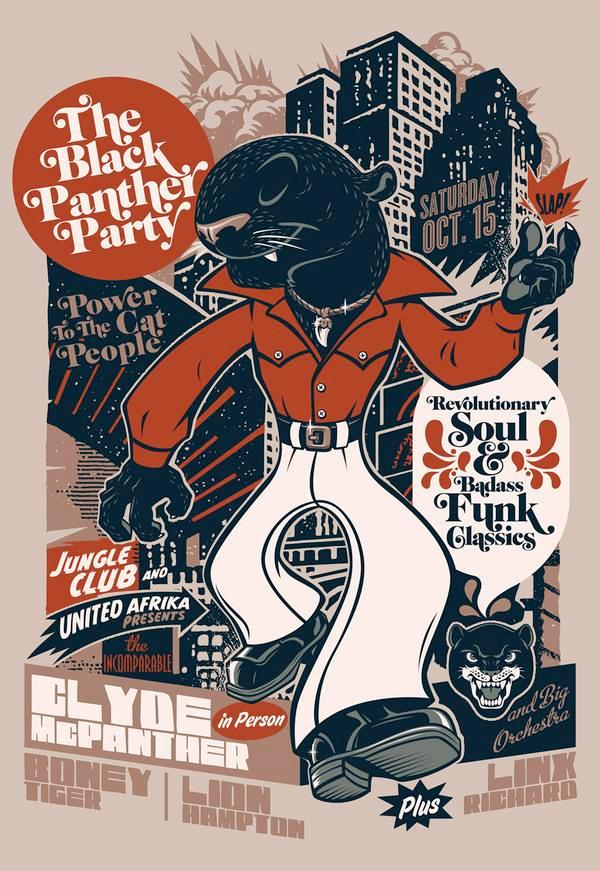 The
Black
Panther
Party
SATURDAY
OCT. 15
SLAP!
Power
To The Cat
People
Revolutionary
Soul
&
Badass
Funk
Classics
JUNGLE
CLUB AND
UNITED AFRIKA
PRESENTS
the
INCOMPARABLE
CLYDE
MCPANTHER
in Person
and Big
Orchestra
BONEY
TIGER
LION
HAMPTON
Plus
LINX
RICHARD